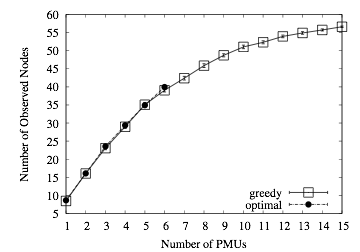 60
55
50
45
40
35
30
25
20
15
10
5
Number of Observed Nodes
greedy
optimal
1 2 3 4 5 6 7 8 9 10 11 12 13 14 15
Number of PMUs